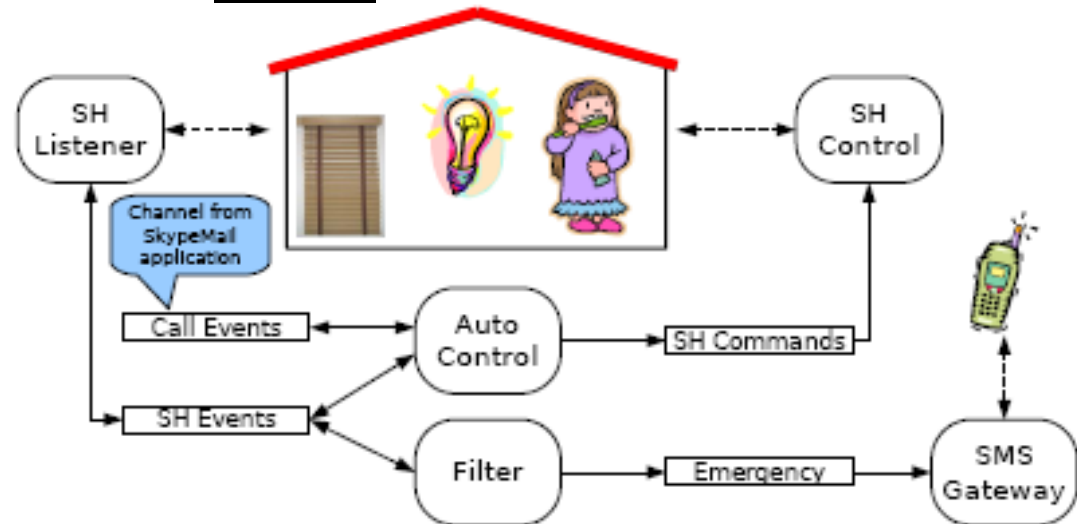 SH
Listener
SH
Control
Channel from
SkypeMail
application
Call Events
Auto
Control
SH Commands
SH Events
Filter
Emergency
SMS
Gateway